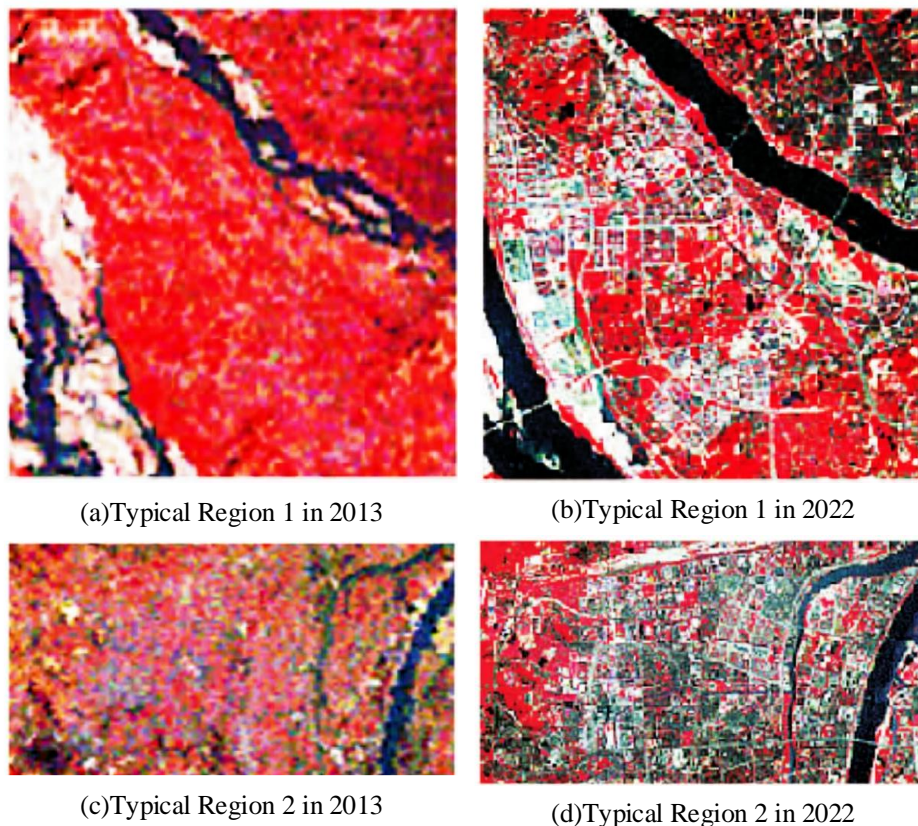 (a)Typical Region 1 in 2013
(b)Typical Region 1 in 2022
(c)Typical Region 2 in 2013
(d)Typical Region 2 in 2022